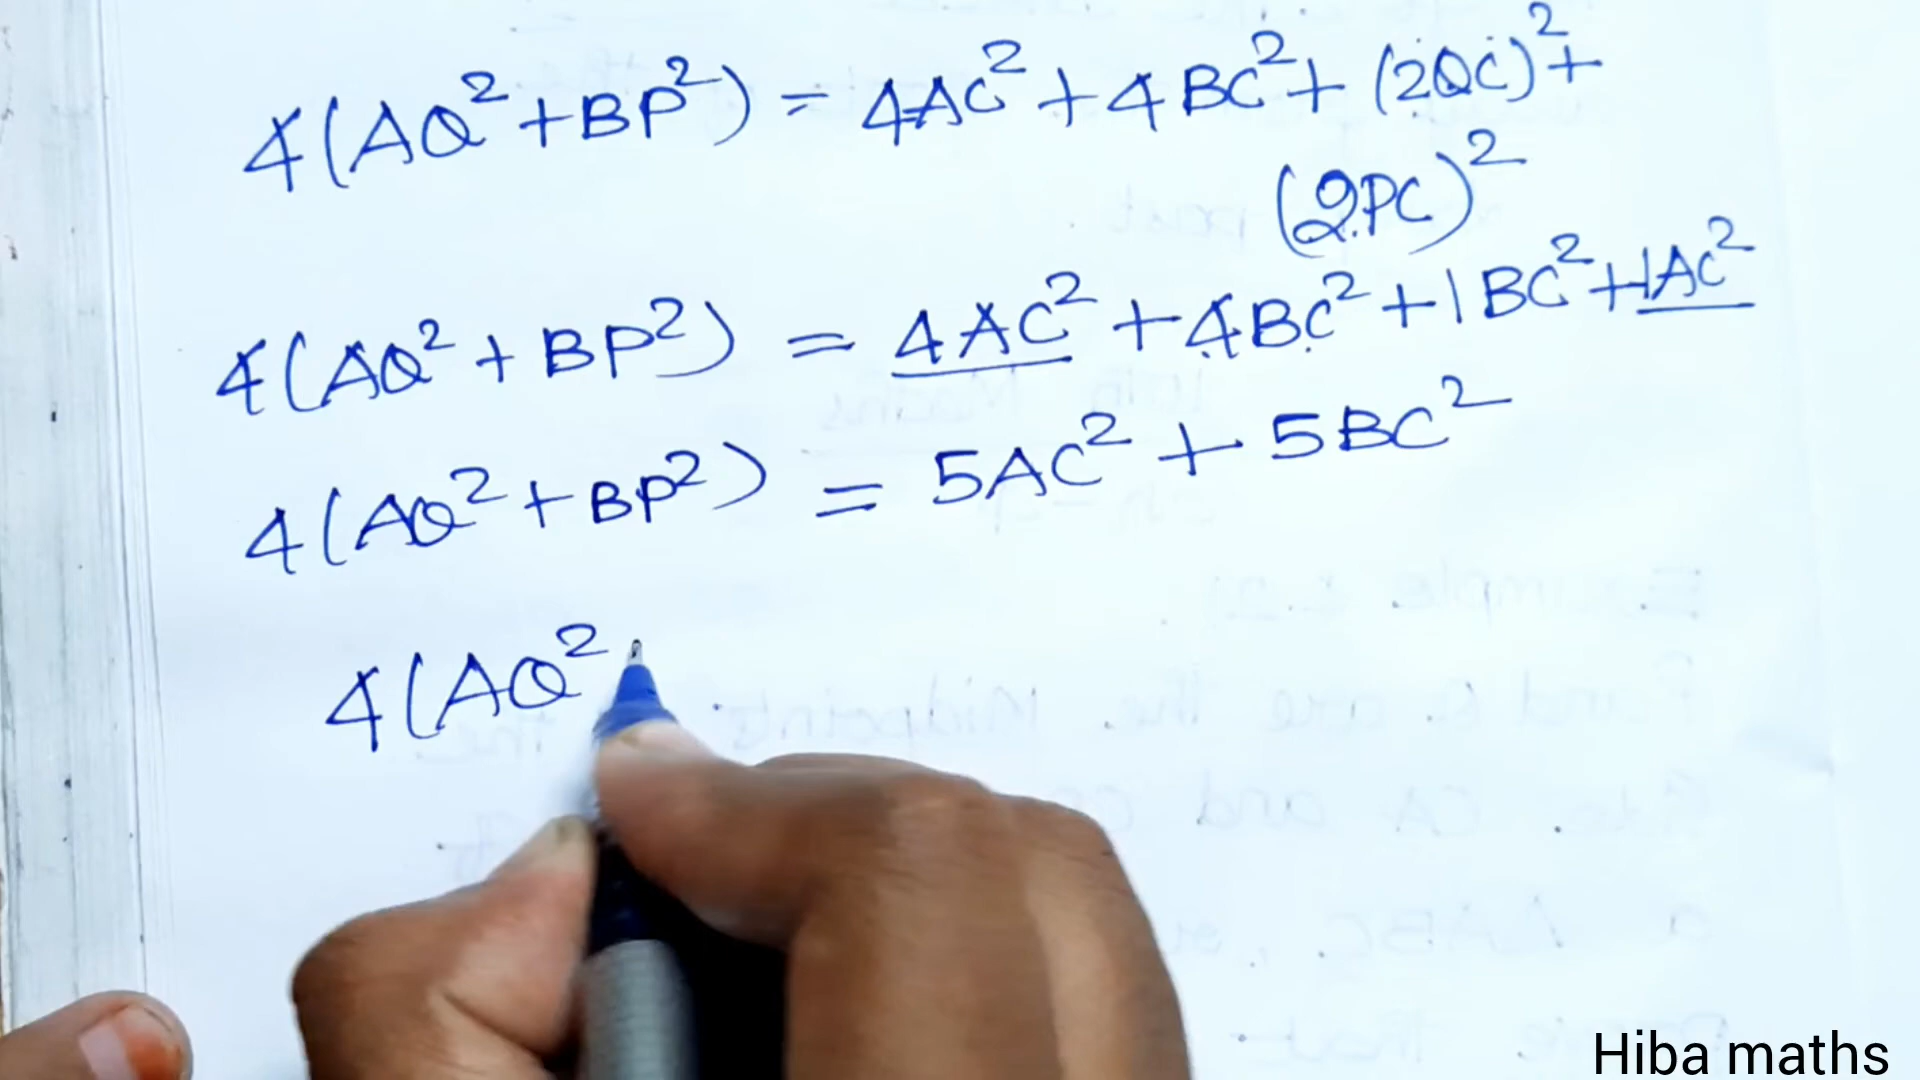 4(AQ²+BP²) = 4AC²+4BC²+(2QC)²+
(2PC)²
4(AQ²+BP²) = 4AC²+4BC²+1BC²+1AC²
4(AQ²+BP²) = 5AC²+5BC²
4(AQ²
Hiba maths